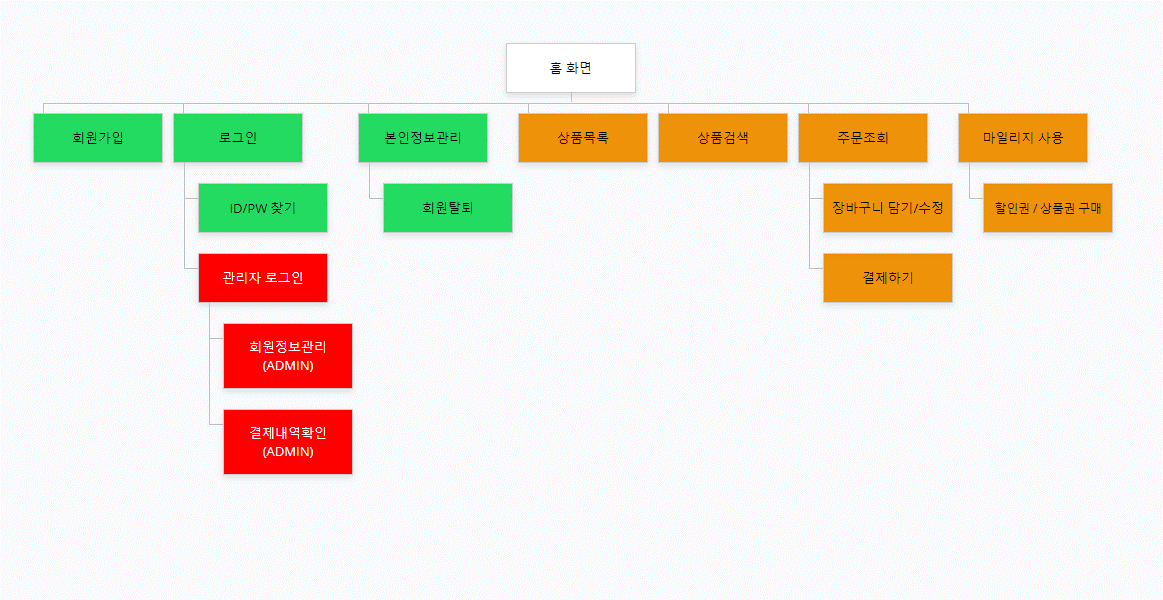 홈 화면
회원가입
로그인
본인정보관리
상품목록
상품검색
주문조회
마일리지 사용
ID/PW 찾기
회원탈퇴
장바구니 담기/수정
할인권 / 상품권 구매
관리자 로그인
결제하기
회원정보관리
(ADMIN)
결제내역확인
(ADMIN)